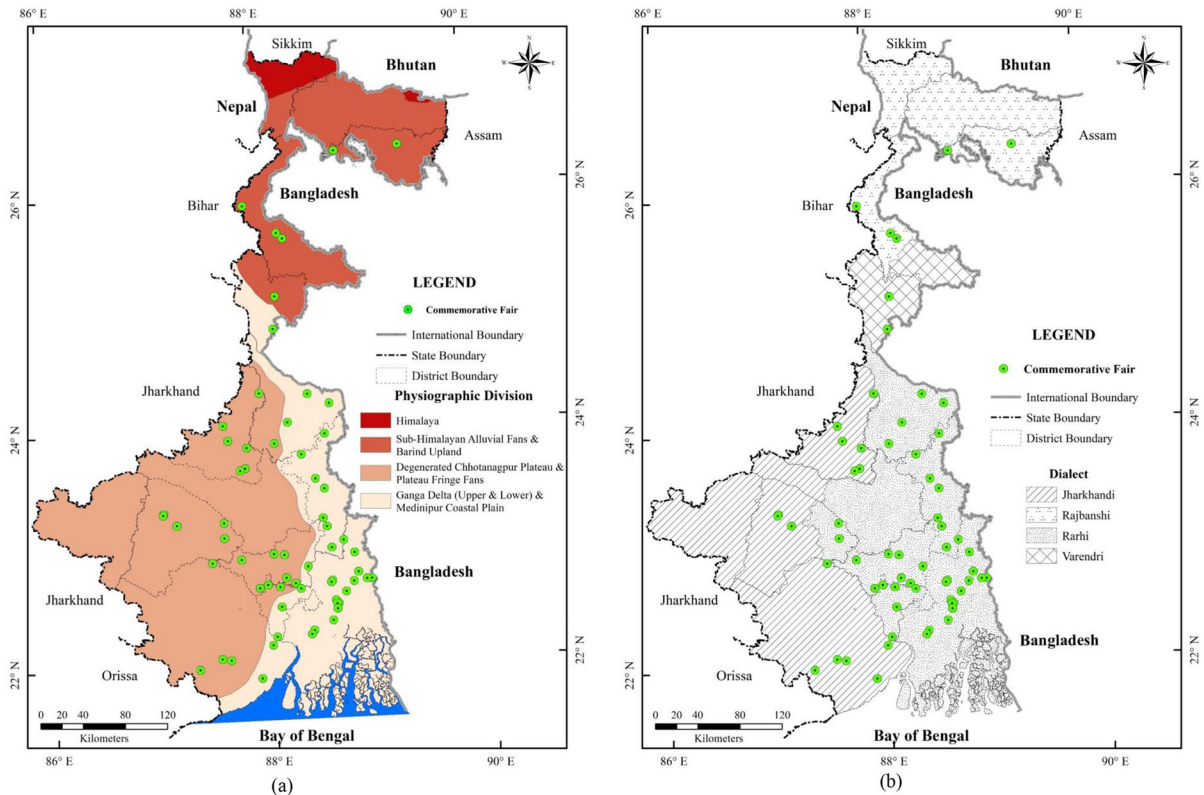 86° E
88° E
90° E
Sikkim
N
W
E
S
Bhutan
Nepal
Assam
26° N
26° N
Bangladesh
Bihar
LEGEND
Commemorative Fair
International Boundary
State Boundary
District Boundary
Jharkhand
Physiographic Division
Himalaya
Sub-Himalayan Alluvial Fans &
Barind Upland
Degenerated Chhotanagpur Plateau &
Plateau Fringe Fans
Ganga Delta (Upper & Lower) &
Medinipur Coastal Plain
24° N
24° N
Bangladesh
Jharkhand
22° N
22° N
Orissa
0 20 40 80 120
Kilometers
Bay of Bengal
86° E
88° E
90° E
(a)
86° E
88° E
90° E
Sikkim
N
W
E
S
Bhutan
Nepal
Assam
26° N
26° N
Bangladesh
Bihar
LEGEND
Commemorative Fair
International Boundary
State Boundary
District Boundary
Jharkhand
Dialect
Jharkhandi
Rajbanshi
Rarhi
Varendri
24° N
24° N
Jharkhand
Bangladesh
22° N
22° N
Orissa
0 20 40 80 120
Kilometers
Bay of Bengal
86° E
88° E
90° E
(b)